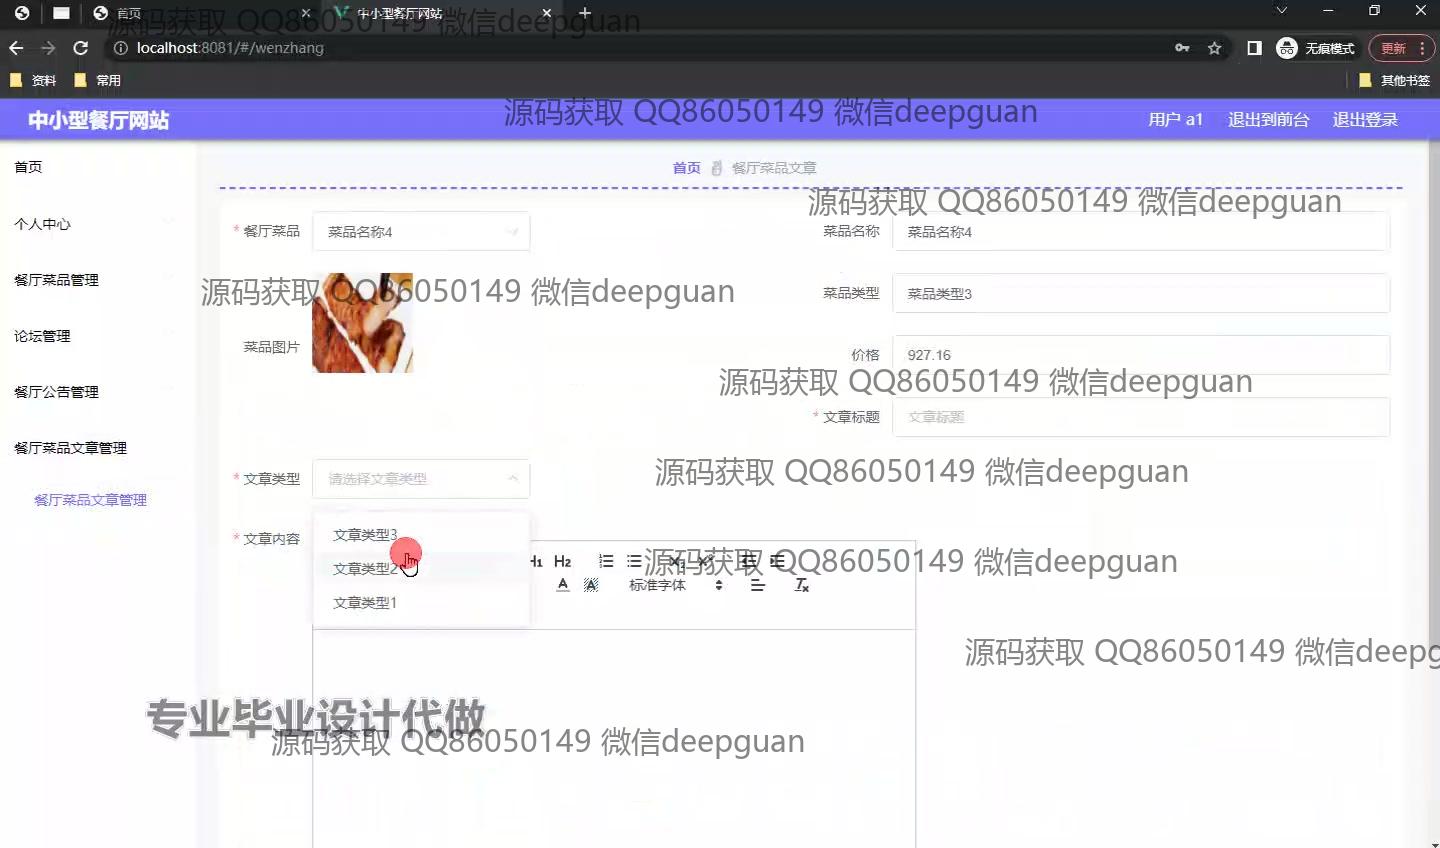 首页
中小型餐厅网站
源码获取 QQ86050149 微信deepguan
localhost:8081/#/wenzhang
无痕模式
更新
资料
常用
其他书签
中小型餐厅网站
源码获取 QQ86050149 微信deepguan
用户 a1
退出到前台
退出登录
首页
首页
餐厅菜品文章
个人中心
餐厅菜品管理
论坛管理
餐厅公告管理
餐厅菜品文章管理
餐厅菜品文章管理
源码获取 QQ86050149 微信deepguan
* 餐厅菜品
菜品名称4
菜品名称
菜品名称4
源码获取 QQ86050149 微信deepguan
菜品类型
菜品类型3
菜品图片
价格
927.16
源码获取 QQ86050149 微信deepguan
* 文章标题
文章标题
* 文章类型
请选择文章类型
源码获取 QQ86050149 微信deepguan
* 文章内容
文章类型3
文章类型2
文章类型1
H1 H2
源码获取 QQ86050149 微信deepguan
标准字体
源码获取 QQ86050149 微信deepg
专业毕业设计代做
源码获取 QQ86050149 微信deepguan